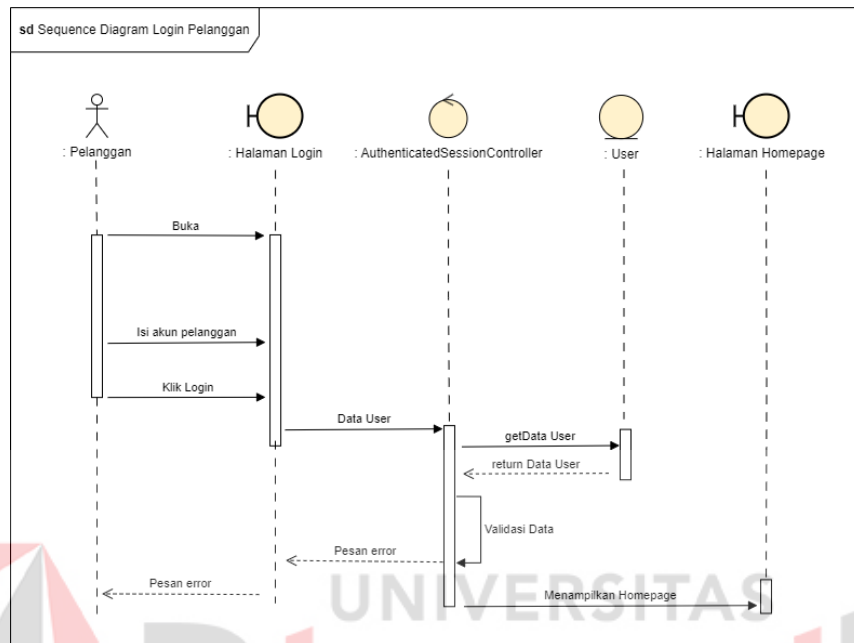 sd Sequence Diagram Login Pelanggan
: Pelanggan
: Halaman Login
: AuthenticatedSessionController
: User
: Halaman Homepage
Buka
Isi akun pelanggan
Klik Login
Data User
getData User
return Data User
Validasi Data
Pesan error
Pesan error
Menampilkan Homepage
UNIVERSITAS